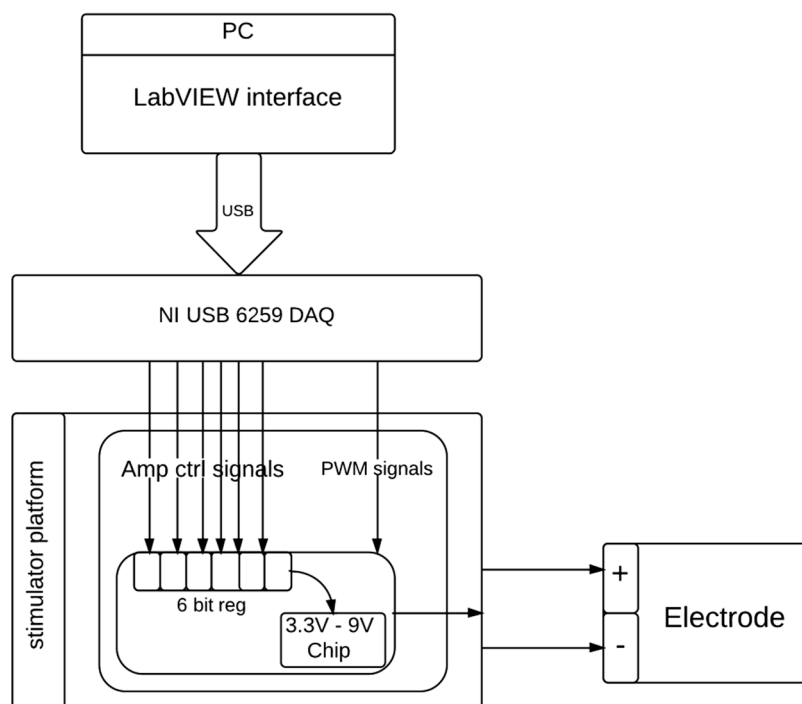 PC
LabVIEW interface
USB
NI USB 6259 DAQ
stimulator platform
Amp ctrl signals
PWM signals
6 bit reg
3.3V - 9V
Chip
+
-
Electrode